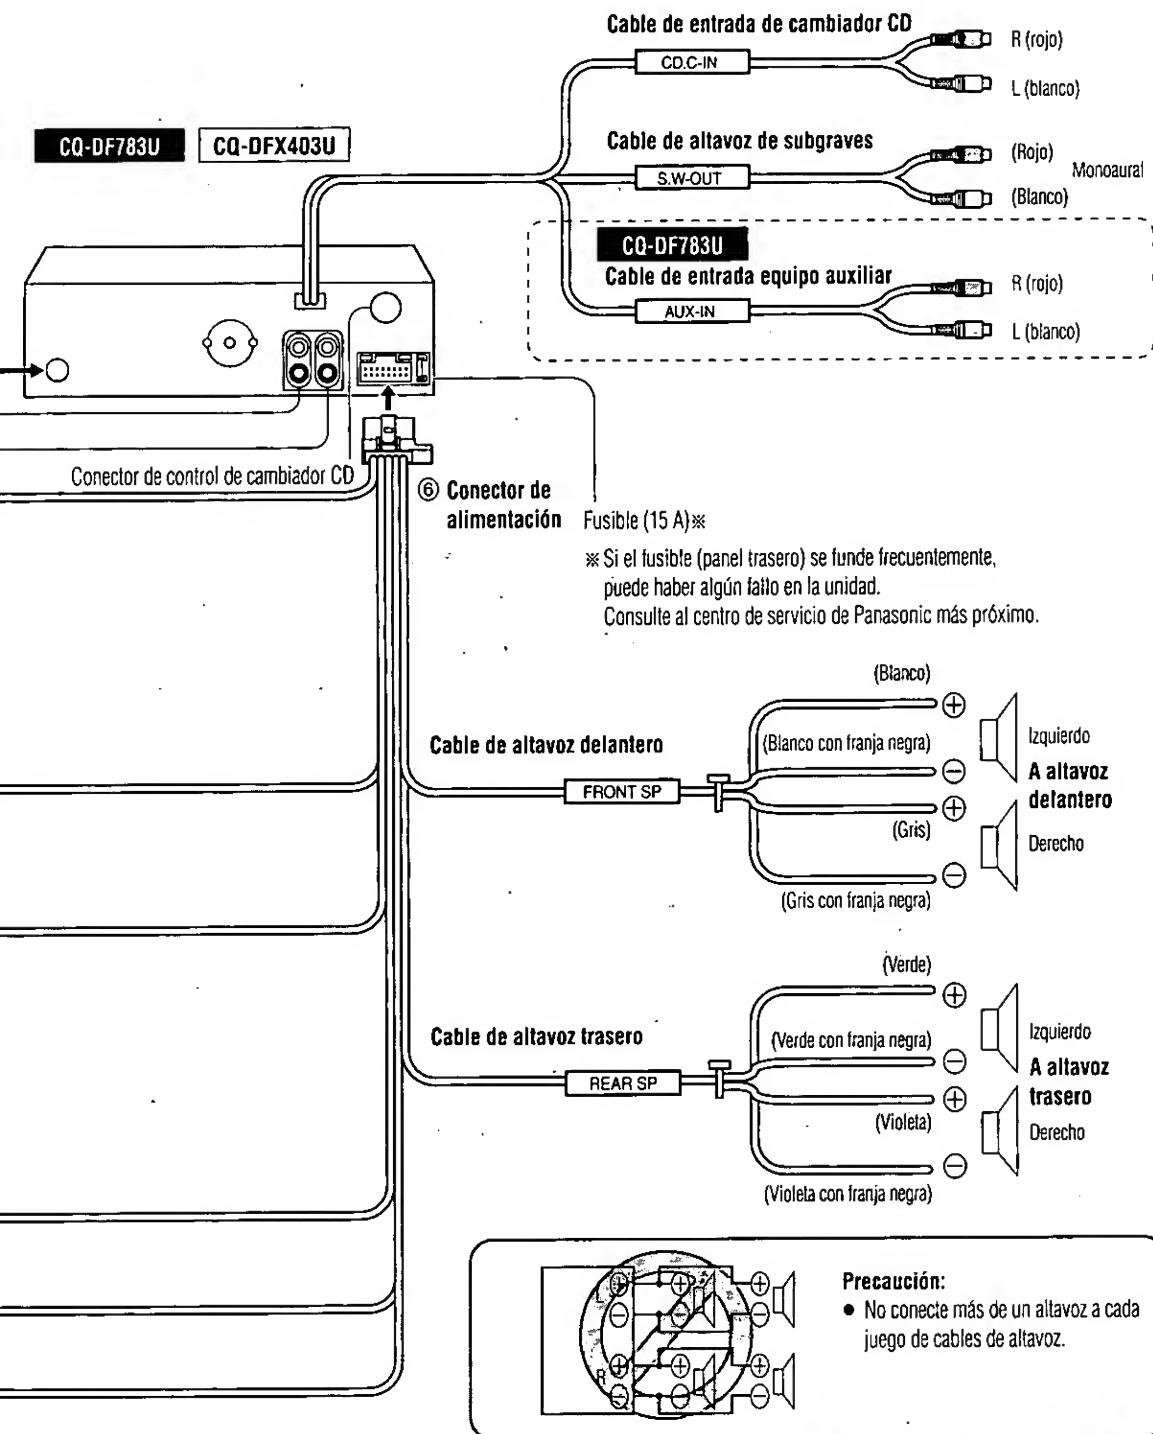 Cable de entrada de cambiador CD
CD.C-IN
R (rojo)
L (blanco)
CQ-DF783U
CQ-DFX403U
Cable de altavoz de subgraves
S.W-OUT
(Rojo)
Monoaural
(Blanco)
CQ-DF783U
Cable de entrada equipo auxiliar
AUX-IN
R (rojo)
L (blanco)
Conector de control de cambiador CD
⑥ Conector de
alimentación
Fusible (15 A)※
※ Si el fusible (panel trasero) se funde frecuentemente,
puede haber algún fallo en la unidad.
Consulte al centro de servicio de Panasonic más próximo.
Cable de altavoz delantero
FRONT SP
(Blanco)
⊕
(Blanco con franja negra)
⊖
Izquierdo
A altavoz
delantero
⊕
(Gris)
Derecho
⊖
(Gris con franja negra)
Cable de altavoz trasero
REAR SP
(Verde)
⊕
(Verde con franja negra)
⊖
Izquierdo
A altavoz
trasero
⊕
(Violeta)
Derecho
⊖
(Violeta con franja negra)
L ⊕ ⊕ ⊕
⊖ ⊖ ⊖
R ⊕ ⊕ ⊕
⊖ ⊖ ⊖
Precaución:
● No conecte más de un altavoz a cada
juego de cables de altavoz.